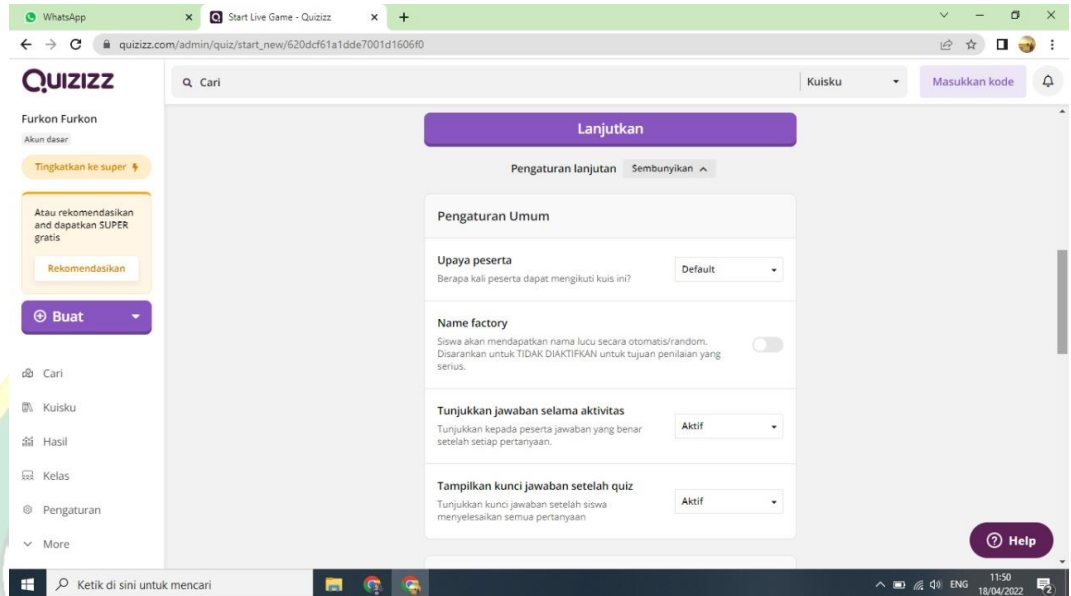 WhatsApp
Start Live Game - Quizizz
quizizz.com/admin/quiz/start_new/620dcf61a1dde7001d1606f0
QUIZIZZ
Cari
Kuisku
Masukkan kode
Furkon Furkon
Akun dasar
Tingkatkan ke super
Atau rekomendasikan
and dapatkan SUPER
gratis
Rekomendasikan
Buat
Cari
Kuisku
Hasil
Kelas
Pengaturan
More
Lanjutkan
Pengaturan lanjutan Sembunyikan
Pengaturan Umum
Upaya peserta
Berapa kali peserta dapat mengikuti kuis ini?
Default
Name factory
Siswa akan mendapatkan nama lucu secara otomatis/random.
Disarankan untuk TIDAK DIAKTIFKAN untuk tujuan penilaian yang
serius.
Tunjukkan jawaban selama aktivitas
Tunjukkan kepada peserta jawaban yang benar
setelah setiap pertanyaan.
Aktif
Tampilkan kunci jawaban setelah quiz
Tunjukkan kunci jawaban setelah siswa
menyelesaikan semua pertanyaan
Aktif
Help
Ketik di sini untuk mencari
ENG
11:50
18/04/2022